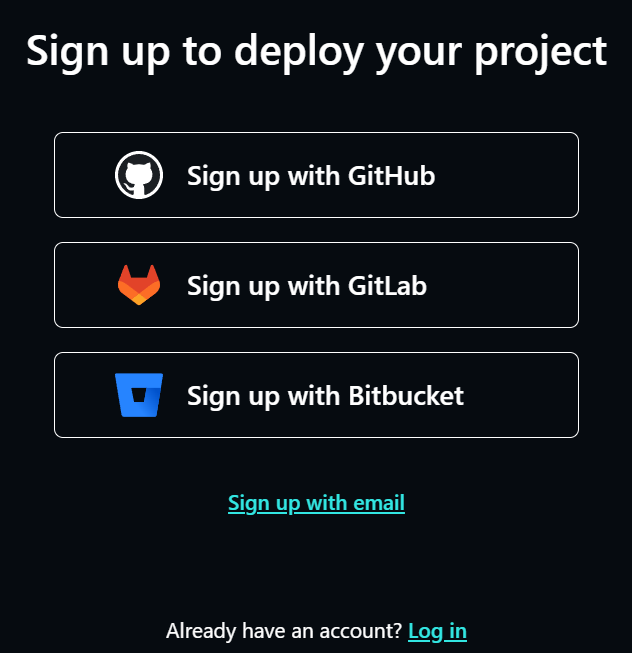 Sign up to deploy your project
Sign up with GitHub
Sign up with GitLab
Sign up with Bitbucket
Sign up with email
Already have an account? Log in